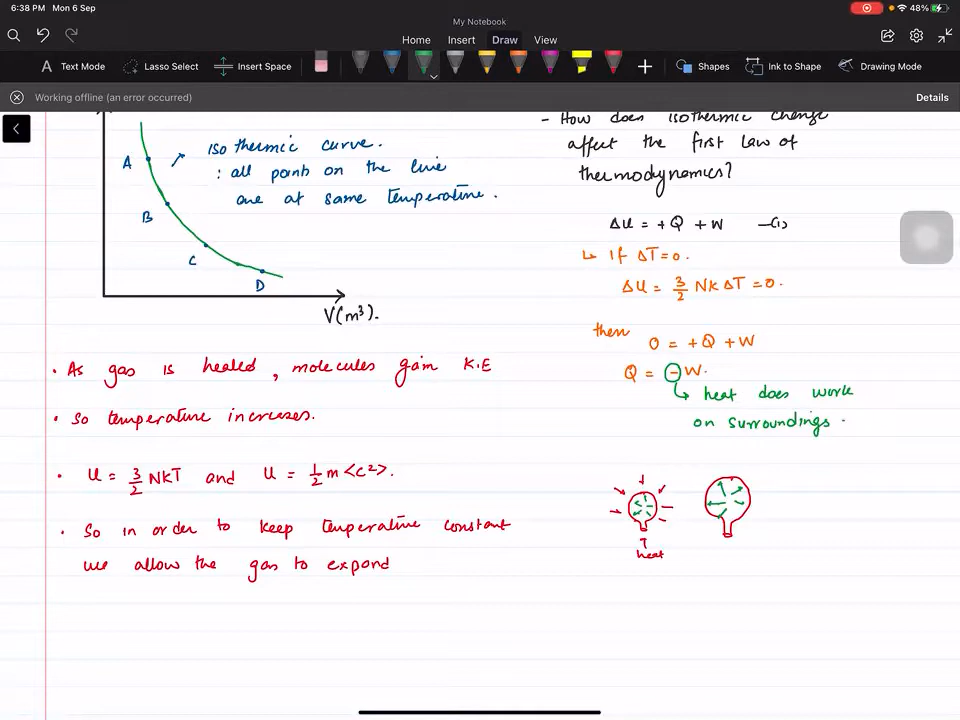 6:38 PM Mon 6 Sep
48%
My Notebook
Home Insert Draw View
A Text Mode Lasso Select Insert Space Shapes Ink to Shape Drawing Mode
Working offline (an error occurred) Details
isothermic curve.
: all points on the line
are at same temperature.
A
B
C
D
V(m³).
• As gas is heated, molecules gain K.E
• So temperature increases.
• U = 3/2 NKT and U = 1/2 m <c²>.
• So in order to keep temperature constant
we allow the gas to expand
- How does isothermic change
affect the first law of
thermodynamics?
ΔU = +Q + W —(1)
↳ If ΔT=0.
ΔU = 3/2 NK ΔT = 0.
then
0 = +Q + W
Q = -W.
↳ heat does work
on surroundings.
↑
heat